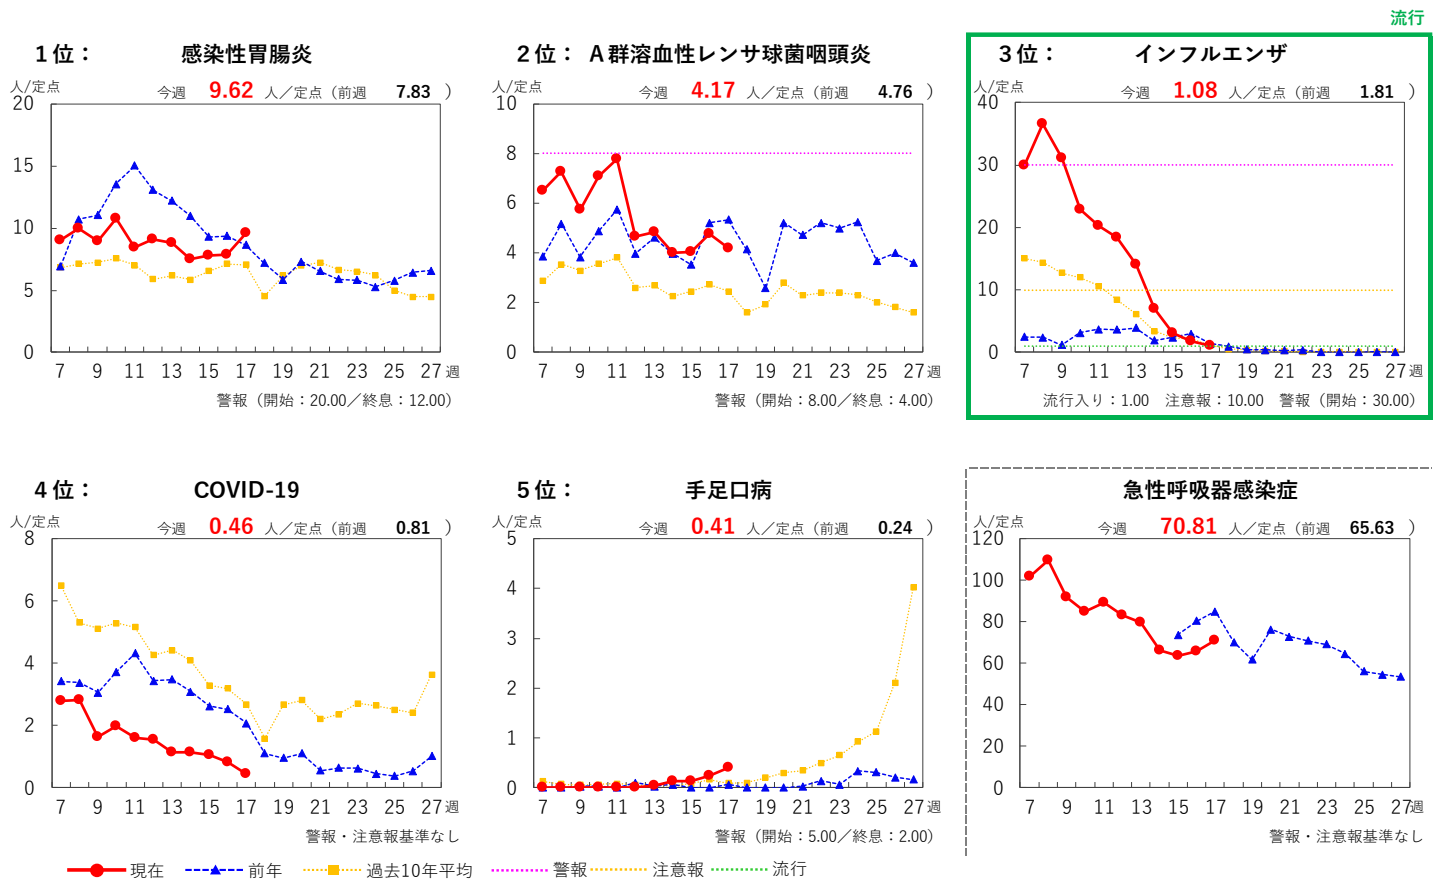 流行
１位： 感染性胃腸炎
人/定点 今週 9.62 人／定点（前週 7.83 ）
20
15
10
5
0
7 9 11 13 15 17 19 21 23 25 27 週
警報（開始：20.00／終息：12.00）
２位： Ａ群溶血性レンサ球菌咽頭炎
人/定点 今週 4.17 人／定点（前週 4.76 ）
10
8
6
4
2
0
7 9 11 13 15 17 19 21 23 25 27 週
警報（開始：8.00／終息：4.00）
３位： インフルエンザ
人/定点 今週 1.08 人／定点（前週 1.81 ）
40
30
20
10
0
7 9 11 13 15 17 19 21 23 25 27 週
流行入り：1.00 注意報：10.00 警報（開始：30.00）
４位： COVID-19
人/定点 今週 0.46 人／定点（前週 0.81 ）
8
6
4
2
0
7 9 11 13 15 17 19 21 23 25 27 週
警報・注意報基準なし
５位： 手足口病
人/定点 今週 0.41 人／定点（前週 0.24 ）
5
4
3
2
1
0
7 9 11 13 15 17 19 21 23 25 27 週
警報（開始：5.00／終息：2.00）
急性呼吸器感染症
人/定点 今週 70.81 人／定点（前週 65.63 ）
120
100
80
60
40
20
0
7 9 11 13 15 17 19 21 23 25 27 週
警報・注意報基準なし
現在 前年 過去10年平均 警報 注意報 流行